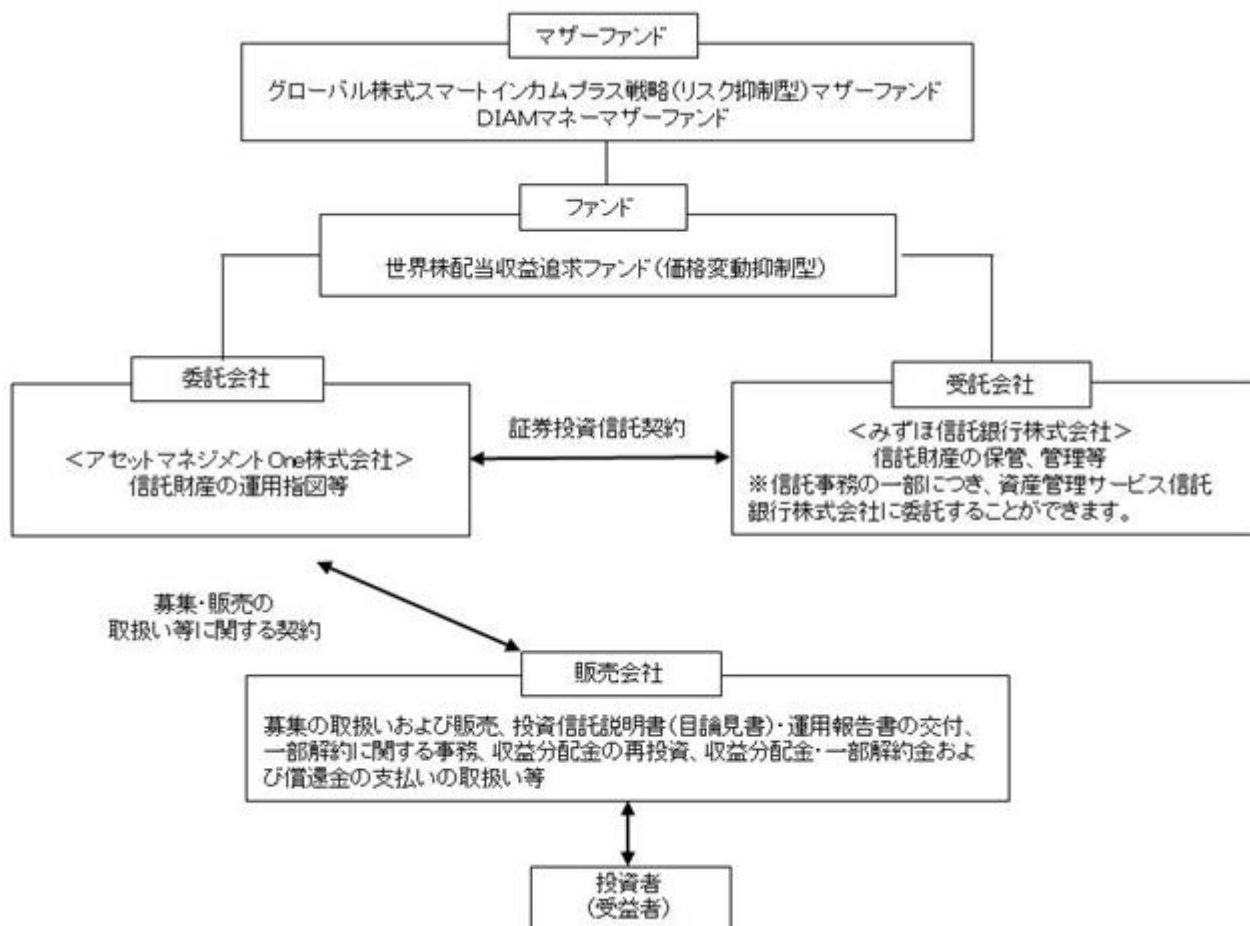 マザーファンド
グローバル株式スマートインカムプラス戦略(リスク抑制型)マザーファンド
DIAMマネーマザーファンド
ファンド
世界株配当収益追求ファンド(価格変動抑制型)
委託会社
<アセットマネジメントOne株式会社>
信託財産の運用指図等
証券投資信託契約
受託会社
<みずほ信託銀行株式会社>
信託財産の保管、管理等
※信託事務の一部につき、資産管理サービス信託
銀行株式会社に委託することができます。
募集・販売の
取扱い等に関する契約
販売会社
募集の取扱いおよび販売、投資信託説明書(目論見書)・運用報告書の交付、
一部解約に関する事務、収益分配金の再投資、収益分配金・一部解約金およ
び償還金の支払いの取扱い等
投資者
(受益者)